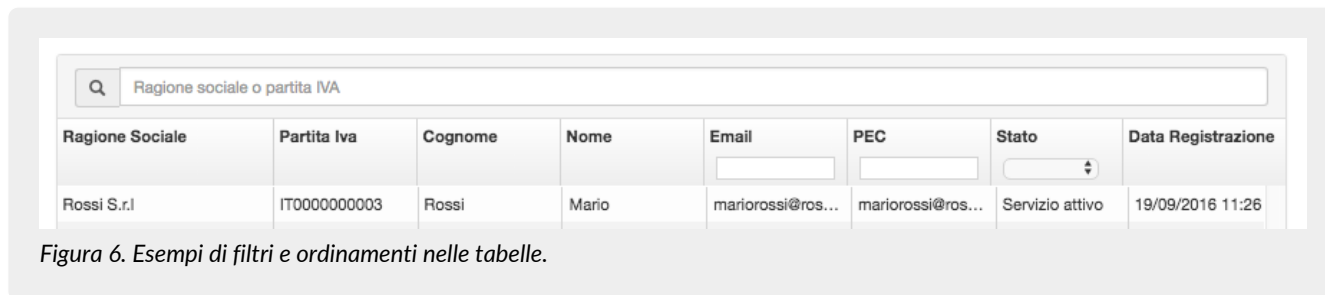 Ragione sociale o partita IVA
Ragione Sociale Partita Iva Cognome Nome Email PEC Stato Data Registrazione
Rossi S.r.l IT0000000003 Rossi Mario mariorossi@ros... mariorossi@ros... Servizio attivo 19/09/2016 11:26
Figura 6. Esempi di filtri e ordinamenti nelle tabelle.